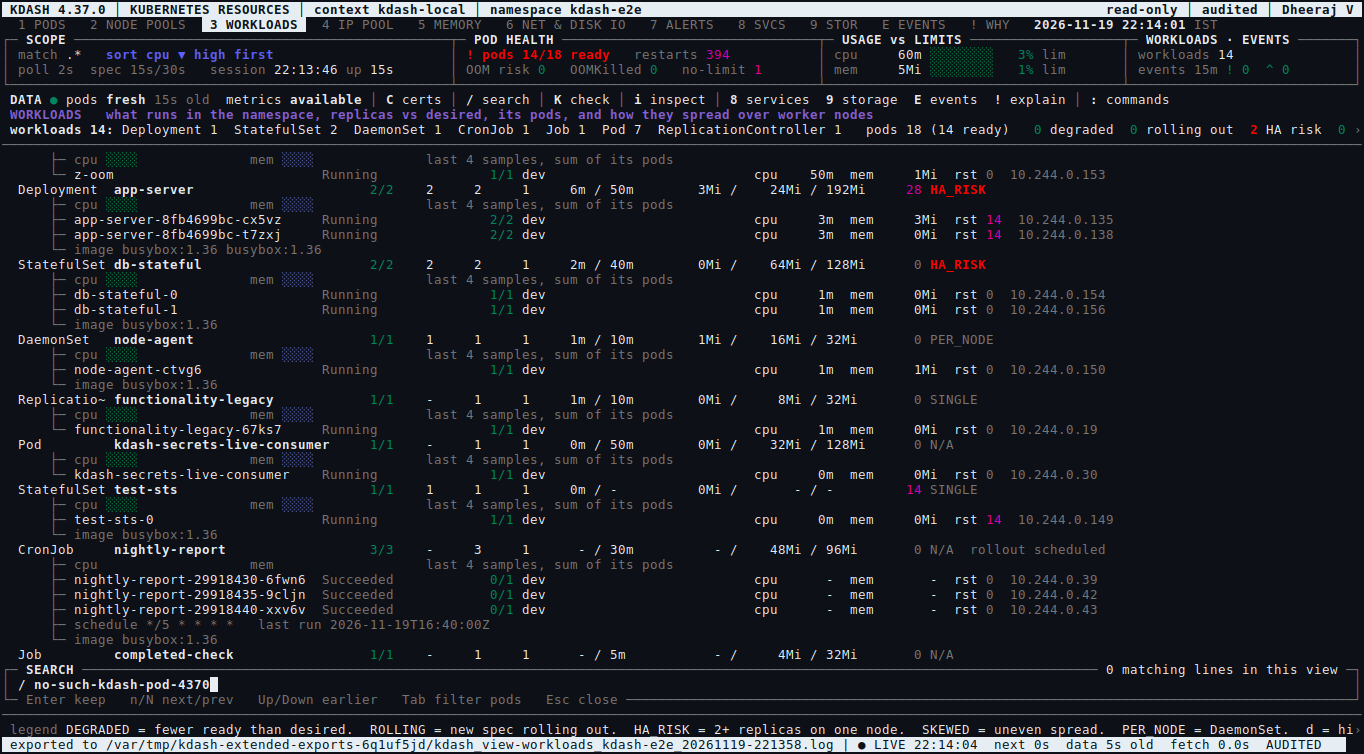 KDASH 4.37.0 │ KUBERNETES RESOURCES │ context kdash-local │ namespace kdash-e2e read-only │ audited │ Dheeraj V
1 PODS 2 NODE POOLS 3 WORKLOADS 4 IP POOL 5 MEMORY 6 NET & DISK IO 7 ALERTS 8 SVCS 9 STOR E EVENTS ! WHY 2026-11-19 22:14:01 IST
SCOPE POD HEALTH USAGE vs LIMITS WORKLOADS · EVENTS
match .* sort cpu ▼ high first ! pods 14/18 ready restarts 394 cpu 60m 3% lim workloads 14
poll 2s spec 15s/30s session 22:13:46 up 15s OOM risk 0 OOMKilled 0 no-limit 1 mem 5Mi 1% lim events 15m ! 0 ^ 0
DATA ● pods fresh 15s old metrics available │ C certs │ / search │ K check │ i inspect │ 8 services 9 storage E events ! explain │ : commands
WORKLOADS what runs in the namespace, replicas vs desired, its pods, and how they spread over worker nodes
workloads 14: Deployment 1 StatefulSet 2 DaemonSet 1 CronJob 1 Job 1 Pod 7 ReplicationController 1 pods 18 (14 ready) 0 degraded 0 rolling out 2 HA risk 0 ›
├─ cpu mem last 4 samples, sum of its pods
└─ z-oom Running 1/1 dev cpu 50m mem 1Mi rst 0 10.244.0.153
Deployment app-server 2/2 2 2 1 6m / 50m 3Mi / 24Mi / 192Mi 28 HA_RISK
├─ cpu mem last 4 samples, sum of its pods
├─ app-server-8fb4699bc-cx5vz Running 2/2 dev cpu 3m mem 3Mi rst 14 10.244.0.135
├─ app-server-8fb4699bc-t7zxj Running 2/2 dev cpu 3m mem 0Mi rst 14 10.244.0.138
└─ image busybox:1.36 busybox:1.36
StatefulSet db-stateful 2/2 2 2 1 2m / 40m 0Mi / 64Mi / 128Mi 0 HA_RISK
├─ cpu mem last 4 samples, sum of its pods
├─ db-stateful-0 Running 1/1 dev cpu 1m mem 0Mi rst 0 10.244.0.154
├─ db-stateful-1 Running 1/1 dev cpu 1m mem 0Mi rst 0 10.244.0.156
└─ image busybox:1.36
DaemonSet node-agent 1/1 1 1 1 1m / 10m 1Mi / 16Mi / 32Mi 0 PER_NODE
├─ cpu mem last 4 samples, sum of its pods
├─ node-agent-ctvg6 Running 1/1 dev cpu 1m mem 1Mi rst 0 10.244.0.150
└─ image busybox:1.36
Replicatio~ functionality-legacy 1/1 - 1 1 1m / 10m 0Mi / 8Mi / 32Mi 0 SINGLE
├─ cpu mem last 4 samples, sum of its pods
└─ functionality-legacy-67ks7 Running 1/1 dev cpu 1m mem 0Mi rst 0 10.244.0.19
Pod kdash-secrets-live-consumer 1/1 - 1 1 0m / 50m 0Mi / 32Mi / 128Mi 0 N/A
├─ cpu mem last 4 samples, sum of its pods
└─ kdash-secrets-live-consumer Running 1/1 dev cpu 0m mem 0Mi rst 0 10.244.0.30
StatefulSet test-sts 1/1 1 1 1 0m / - 0Mi / - / - 14 SINGLE
├─ cpu mem last 4 samples, sum of its pods
├─ test-sts-0 Running 1/1 dev cpu 0m mem 0Mi rst 14 10.244.0.149
└─ image busybox:1.36
CronJob nightly-report 3/3 - 3 1 - / 30m - / 48Mi / 96Mi 0 N/A rollout scheduled
├─ cpu mem last 4 samples, sum of its pods
├─ nightly-report-29918430-6fwn6 Succeeded 0/1 dev cpu - mem - rst 0 10.244.0.39
├─ nightly-report-29918435-9cljn Succeeded 0/1 dev cpu - mem - rst 0 10.244.0.42
├─ nightly-report-29918440-xxv6v Succeeded 0/1 dev cpu - mem - rst 0 10.244.0.43
├─ schedule */5 * * * * last run 2026-11-19T16:40:00Z
└─ image busybox:1.36
Job completed-check 1/1 - 1 1 - / 5m - / 4Mi / 32Mi 0 N/A
SEARCH 0 matching lines in this view
/ no-such-kdash-pod-4370
Enter keep n/N next/prev Up/Down earlier Tab filter pods Esc close
legend DEGRADED = fewer ready than desired. ROLLING = new spec rolling out. HA_RISK = 2+ replicas on one node. SKEWED = uneven spread. PER_NODE = DaemonSet. d = hi›
exported to /var/tmp/kdash-extended-exports-6q1uf5jd/kdash_view-workloads_kdash-e2e_20261119-221358.log │ ● LIVE 22:14:04 next 0s data 5s old fetch 0.0s AUDITED